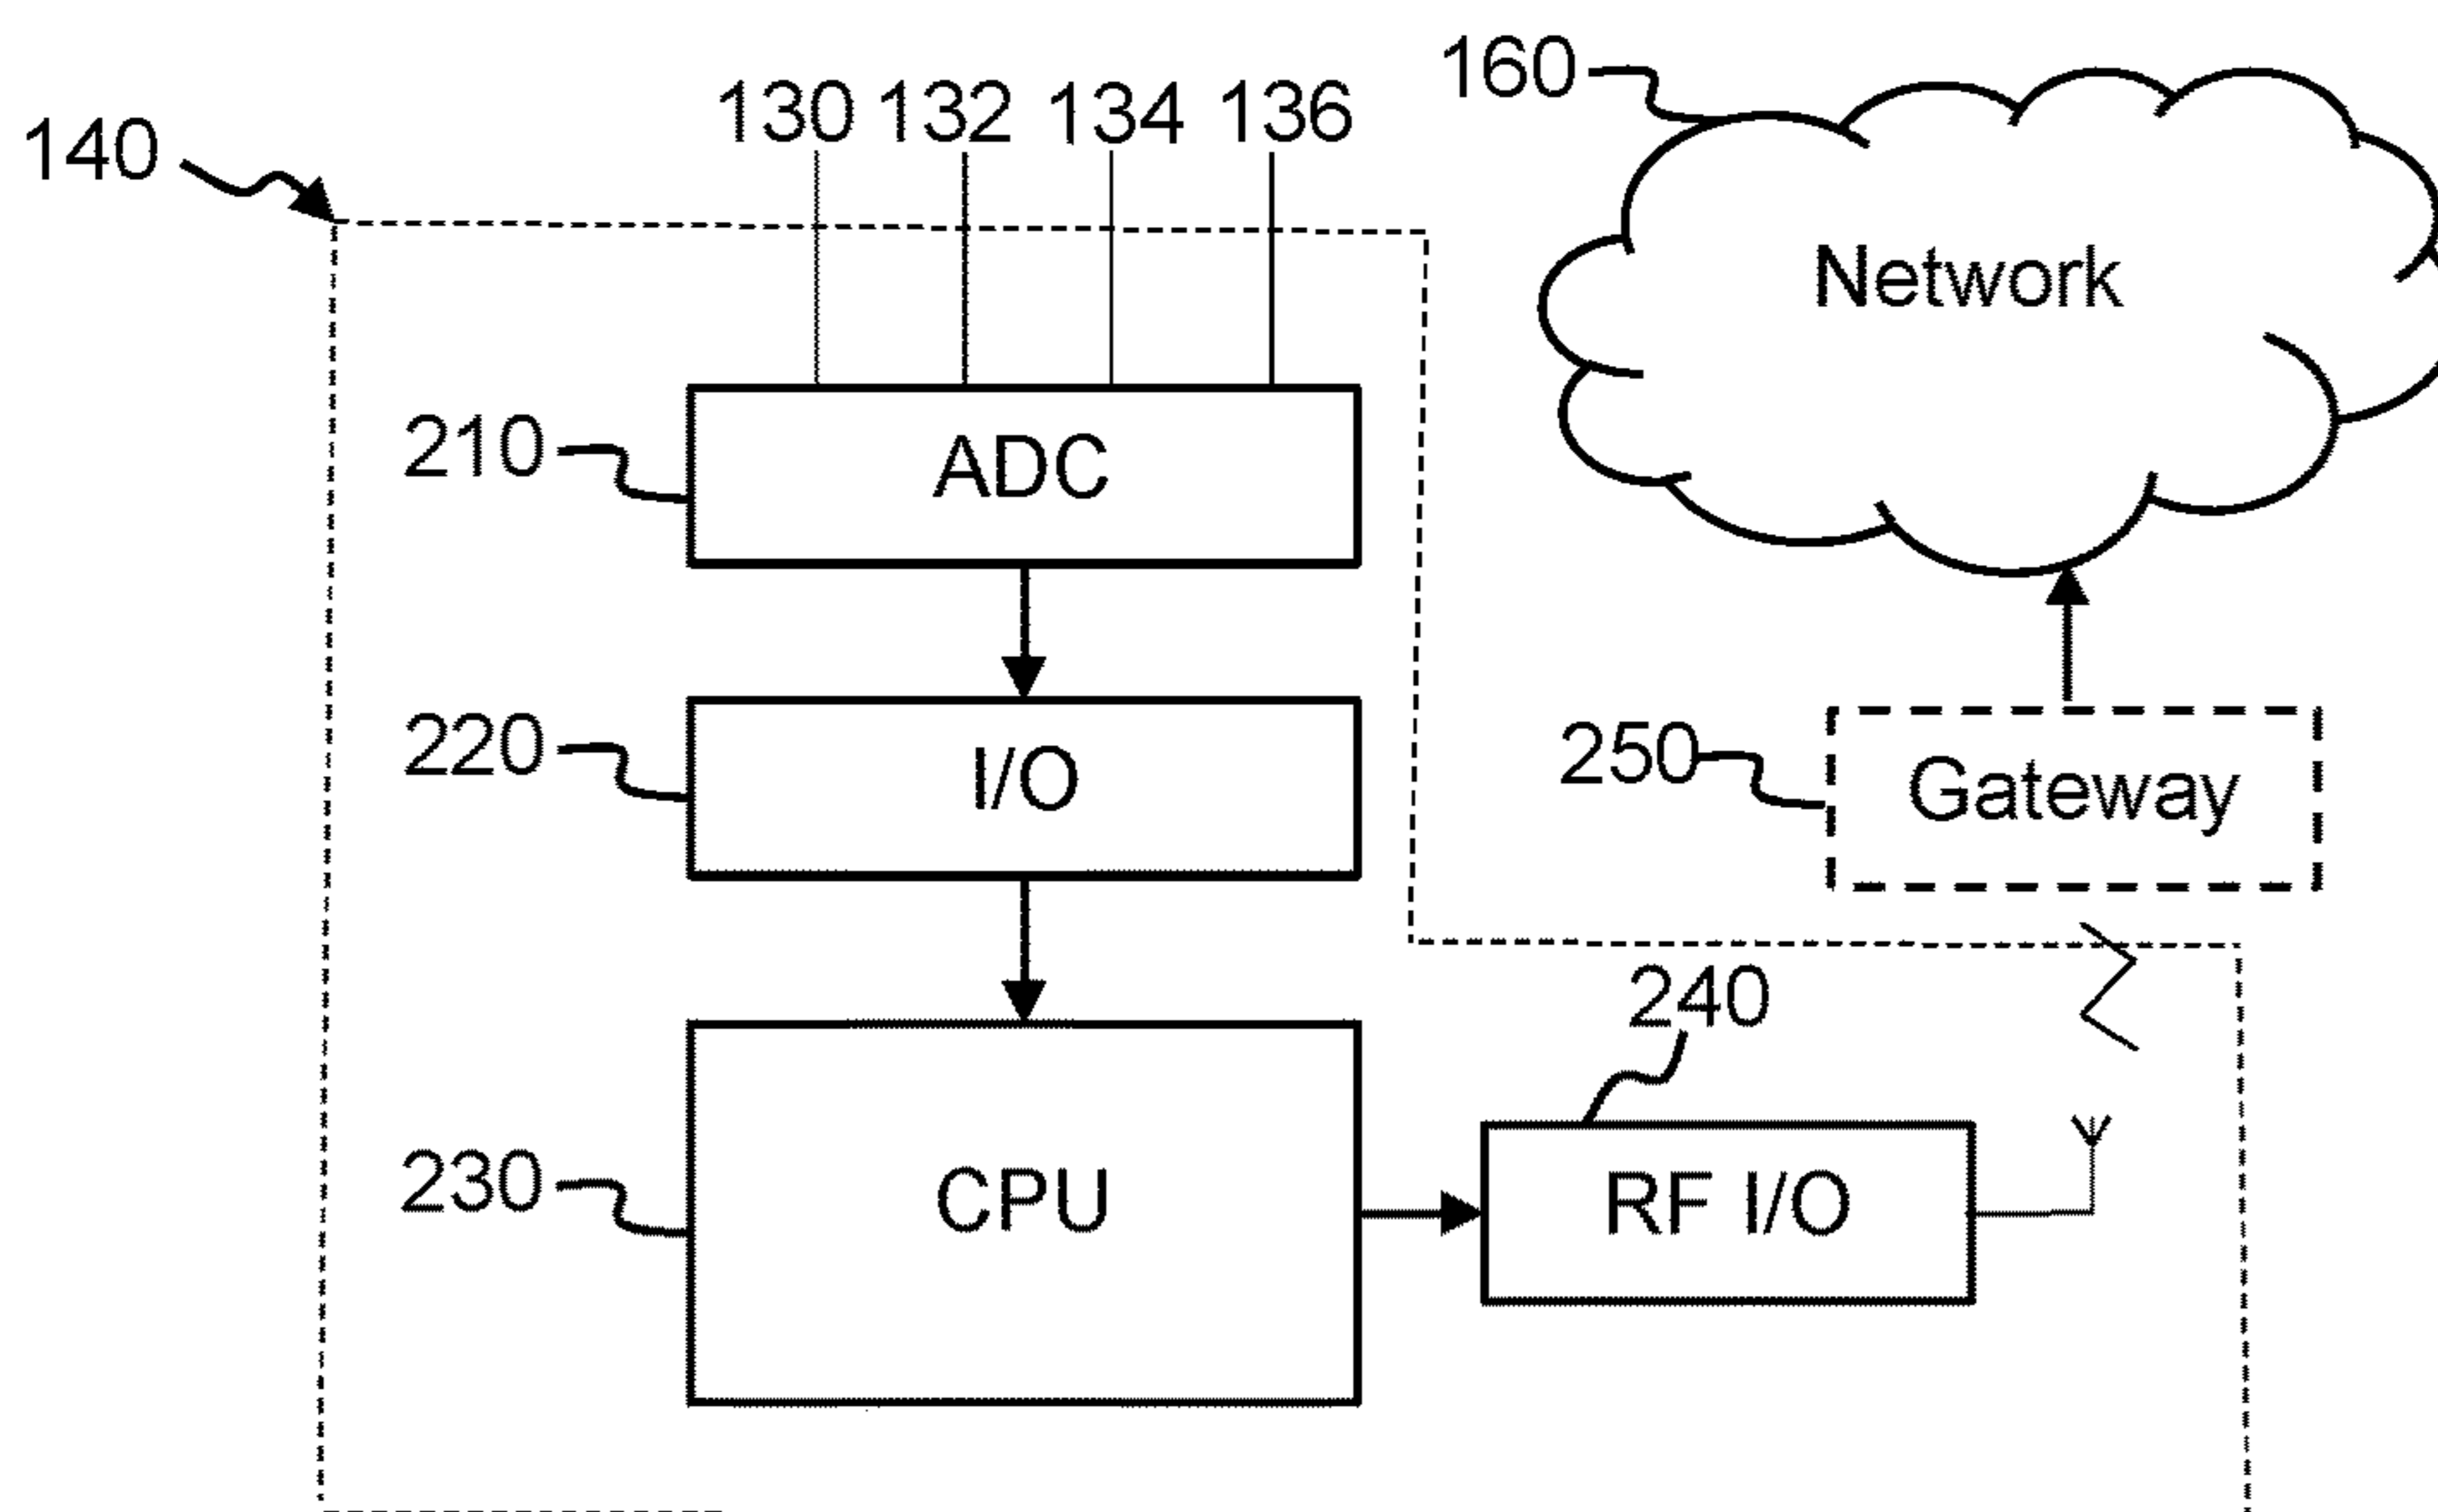 160
130 132 134 136
140
Network
210
ADC
220
I/O
250
Gateway
240
230
CPU
RF I/O